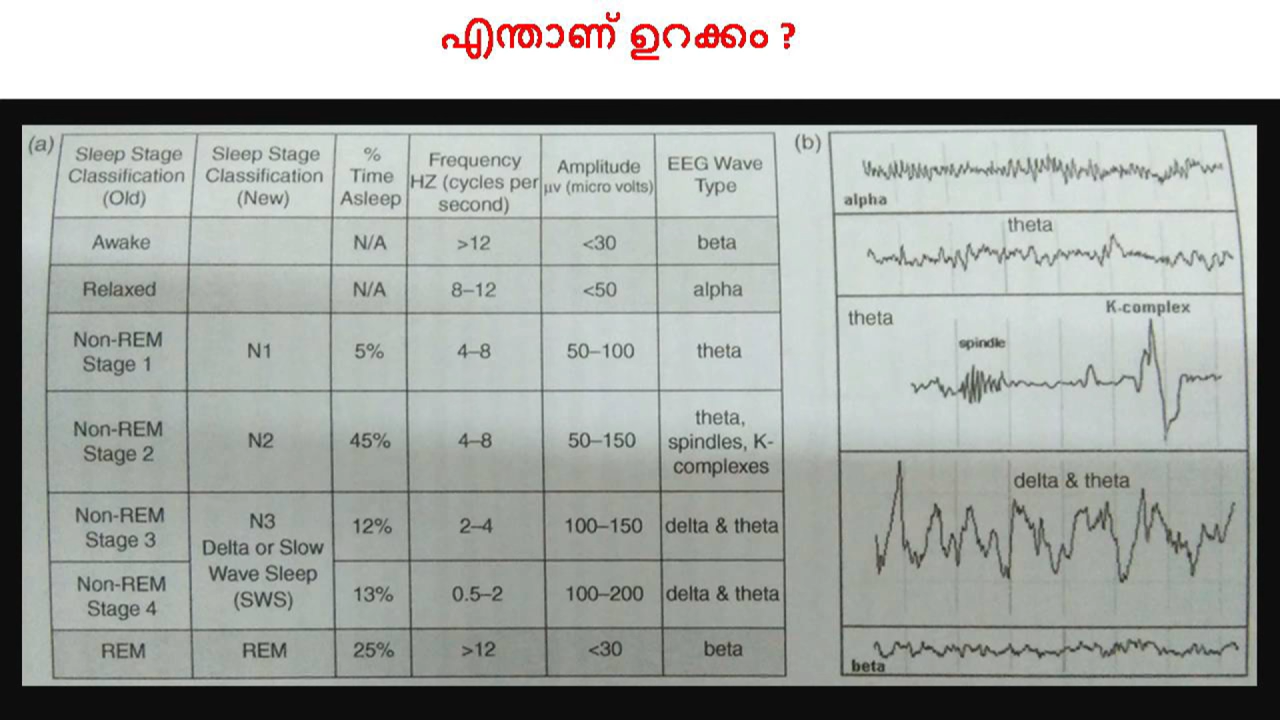 എന്താണ് ഉറക്കം ?
(a)
Sleep Stage
Classification
(Old)
Sleep Stage
Classification
(New)
%
Time
Asleep
Frequency
HZ (cycles per
second)
Amplitude
μv (micro volts)
EEG Wave
Type
Awake
N/A
>12
<30
beta
Relaxed
N/A
8–12
<50
alpha
Non-REM
Stage 1
N1
5%
4–8
50–100
theta
Non-REM
Stage 2
N2
45%
4–8
50–150
theta,
spindles, K-
complexes
Non-REM
Stage 3
N3
Delta or Slow
Wave Sleep
(SWS)
12%
2–4
100–150
delta & theta
Non-REM
Stage 4
13%
0.5–2
100–200
delta & theta
REM
REM
25%
>12
<30
beta
(b)
alpha
theta
theta
spindle
K-complex
delta & theta
beta